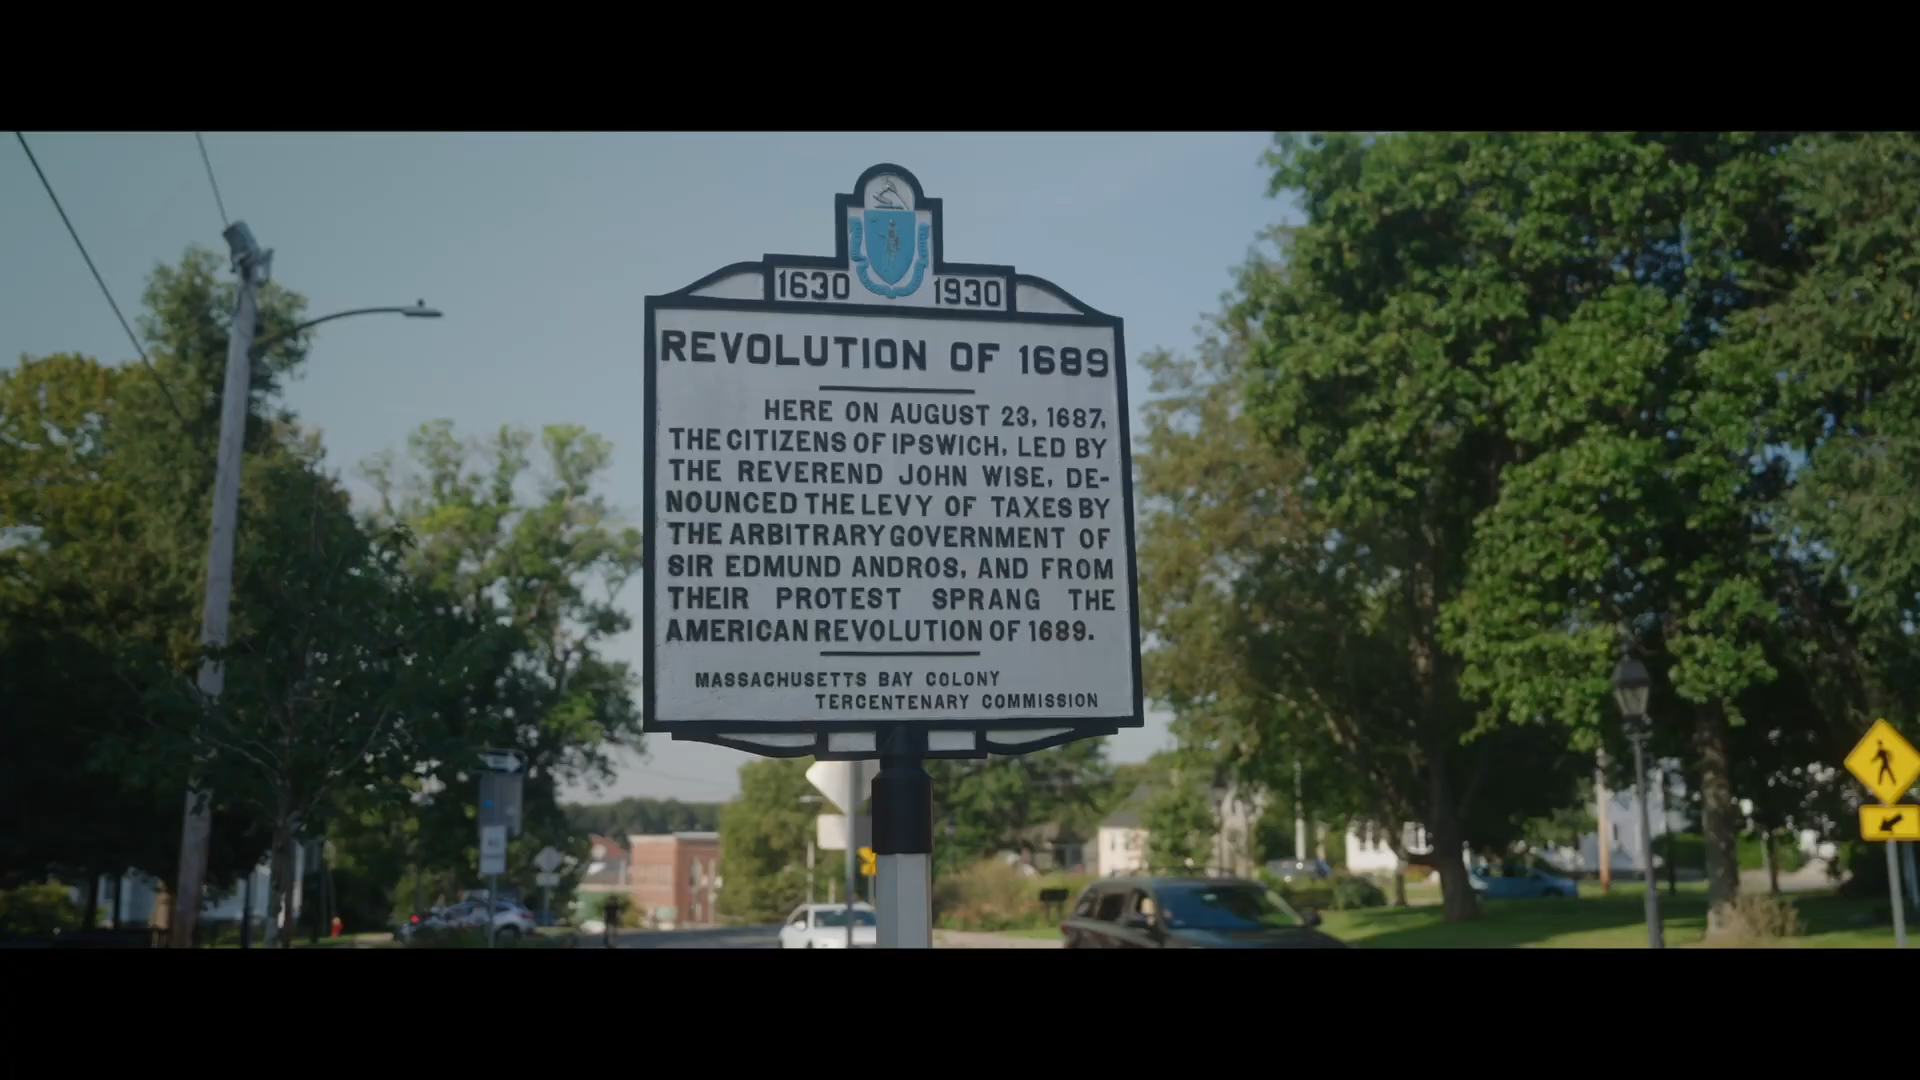 1630 1930
REVOLUTION OF 1689
HERE ON AUGUST 23, 1687,
THE CITIZENS OF IPSWICH, LED BY
THE REVEREND JOHN WISE, DE-
NOUNCED THE LEVY OF TAXES BY
THE ARBITRARY GOVERNMENT OF
SIR EDMUND ANDROS, AND FROM
THEIR PROTEST SPRANG THE
AMERICAN REVOLUTION OF 1689.
MASSACHUSETTS BAY COLONY
TERCENTENARY COMMISSION